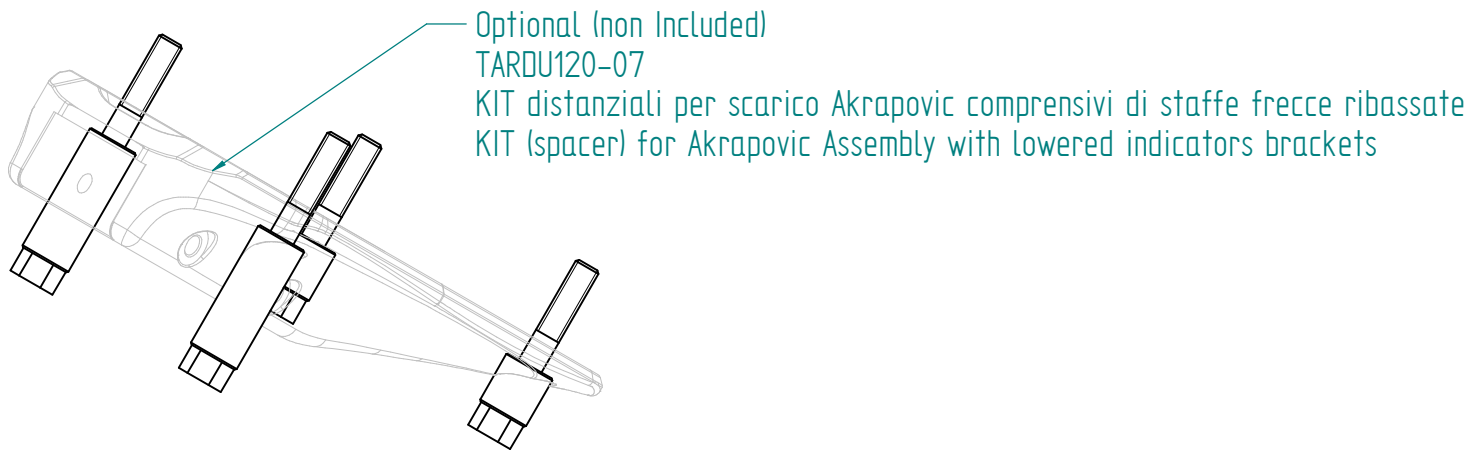 Optional (non Included)
TARDU120-07
KIT distanziali per scarico Akrapovic comprensivi di staffe frecce ribassate
KIT (spacer) for Akrapovic Assembly with lowered indicators brackets